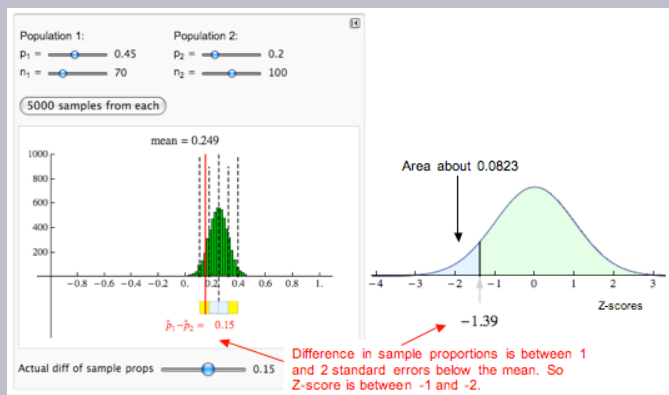 Population 1:
Population 2:
p₁ = 0.45
p₂ = 0.2
n₁ = 70
n₂ = 100
5000 samples from each
mean = 0.249
1000
800
600
400
200
−0.8 −0.6 −0.4 −0.2 0. 0.2 0.4 0.6 0.8 1.
p̂₁−p̂₂ = 0.15
Actual diff of sample props 0.15
Area about 0.0823
−4 −3 −2 −1 0 1 2 3
Z-scores
−1.39
Difference in sample proportions is between 1
and 2 standard errors below the mean. So
Z-score is between -1 and -2.